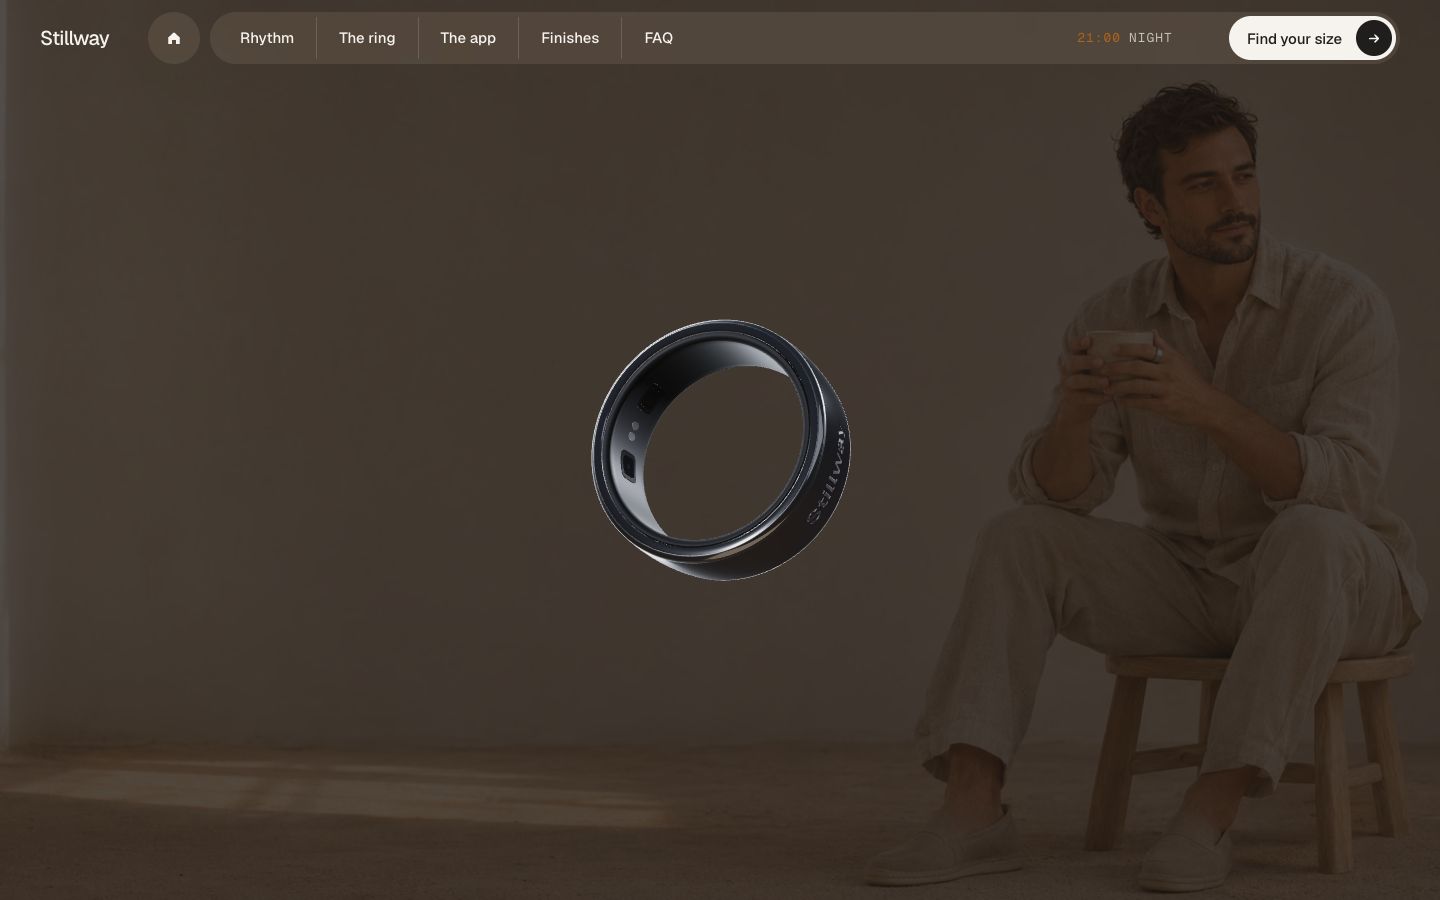 Stillway
Rhythm
The ring
The app
Finishes
FAQ
21:00 NIGHT
Find your size
Stillway